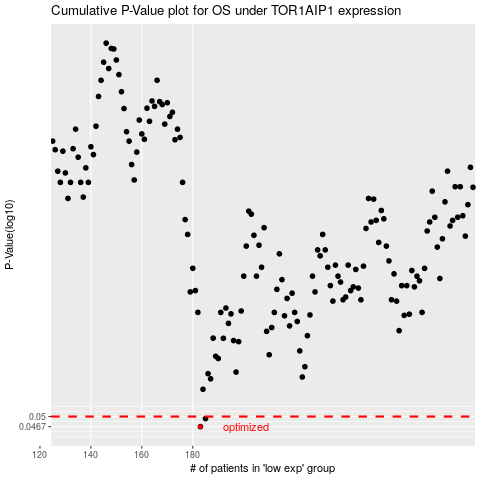 Cumulative P-Value plot for OS under TOR1AIP1 expression
P-Value(log10)
0.05
0.0467
optimized
120 140 160 180
# of patients in 'low exp' group